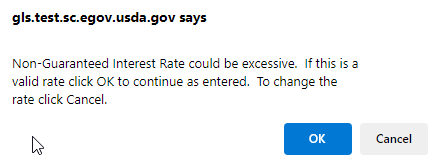 gls.test.sc.egov.usda.gov says
Non-Guaranteed Interest Rate could be excessive.  If this is a
valid rate click OK to continue as entered.  To change the
rate click Cancel.
OK
Cancel